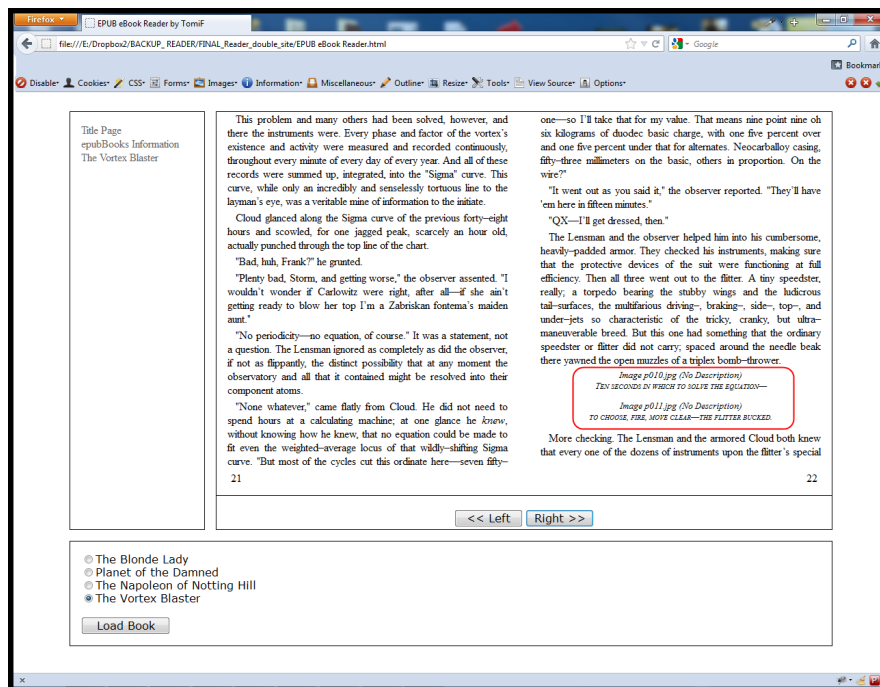 Firefox
EPUB eBook Reader by TomiF
file:///E:/Dropbox2/BACKUP_READER/FINAL_Reader_double_site/EPUB eBook Reader.html
Google
Bookmar
Disable
Cookies
CSS
Forms
Images
Information
Miscellaneous
Outline
Resize
Tools
View Source
Options
Title Page
epubBooks Information
The Vortex Blaster
This problem and many others had been solved, however, and
there the instruments were. Every phase and factor of the vortex's
existence and activity were measured and recorded continuously,
throughout every minute of every day of every year. And all of these
records were summed up, integrated, into the "Sigma" curve. This
curve, while only an incredibly and senselessly tortuous line to the
layman's eye, was a veritable mine of information to the initiate.
Cloud glanced along the Sigma curve of the previous forty–eight
hours and scowled, for one jagged peak, scarcely an hour old,
actually punched through the top line of the chart.
"Bad, huh, Frank?" he grunted.
"Plenty bad, Storm, and getting worse," the observer assented. "I
wouldn't wonder if Carlowitz were right, after all—if she ain't
getting ready to blow her top I'm a Zabriskan fontema's maiden
aunt."
"No periodicity—no equation, of course." It was a statement, not
a question. The Lensman ignored as completely as did the observer,
if not as flippantly, the distinct possibility that at any moment the
observatory and all that it contained might be resolved into their
component atoms.
"None whatever," came flatly from Cloud. He did not need to
spend hours at a calculating machine; at one glance he knew,
without knowing how he knew, that no equation could be made to
fit even the weighted–average locus of that wildly–shifting Sigma
curve. "But most of the cycles cut this ordinate here—seven fifty–
21
one—so I'll take that for my value. That means nine point nine oh
six kilograms of duodec basic charge, with one five percent over
and one five percent under that for alternates. Neocarballoy casing,
fifty–three millimeters on the basic, others in proportion. On the
wire?"
"It went out as you said it," the observer reported. "They'll have
'em here in fifteen minutes."
"QX—I'll get dressed, then."
The Lensman and the observer helped him into his cumbersome,
heavily–padded armor. They checked his instruments, making sure
that the protective devices of the suit were functioning at full
efficiency. Then all three went out to the flitter. A tiny speedster,
really; a torpedo bearing the stubby wings and the ludicrous
tail–surfaces, the multifarious driving–, braking–, side–, top–, and
under–jets so characteristic of the tricky, cranky, but ultra–
maneuverable breed. But this one had something that the ordinary
speedster or flitter did not carry; spaced around the needle beak
there yawned the open muzzles of a triplex bomb–thrower.
Image p010.jpg (No Description)
TEN SECONDS IN WHICH TO SOLVE THE EQUATION—
Image p011.jpg (No Description)
TO CHOOSE, FIRE, MOVE CLEAR—THE FLITTER BUCKED.
More checking. The Lensman and the armored Cloud both knew
that every one of the dozens of instruments upon the flitter's special
22
<< Left
Right >>
The Blonde Lady
Planet of the Damned
The Napoleon of Notting Hill
The Vortex Blaster
Load Book